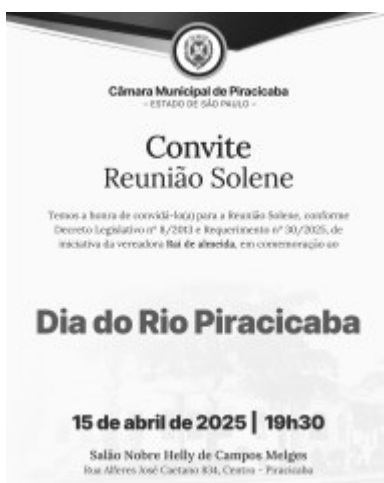 Câmara Municipal de Piracicaba
- ESTADO DE SÃO PAULO -
Convite
Reunião Solene
Temos a honra de convidá-lo(a) para a Reunião Solene, conforme
Decreto Legislativo nº 8/2013 e Requerimento nº 30/2025, de
iniciativa da vereadora Rai de almeida, em comemoração ao
Dia do Rio Piracicaba
15 de abril de 2025 | 19h30
Salão Nobre Helly de Campos Melges
Rua Alferes José Caetano 834, Centro - Piracicaba